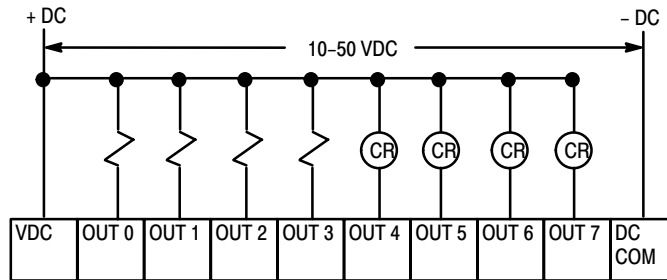 + DC
− DC
10−50 VDC
CR CR CR CR
VDC OUT 0 OUT 1 OUT 2 OUT 3 OUT 4 OUT 5 OUT 6 OUT 7 DC
COM